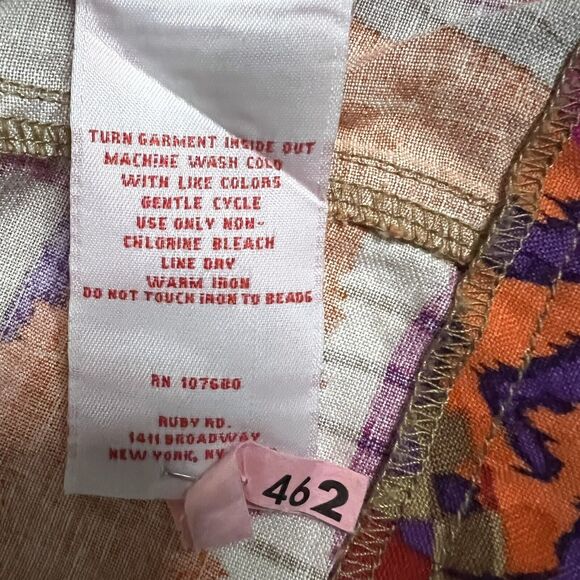 TURN GARMENT INSIDE OUT
MACHINE WASH COLD
WITH LIKE COLORS
GENTLE CYCLE
USE ONLY NON-
CHLORINE BLEACH
LINE DRY
WARM IRON
DO NOT TOUCH IRON TO BEADS
RN 107680
RUBY RD.
1411 BROADWAY
NEW YORK, NY
462